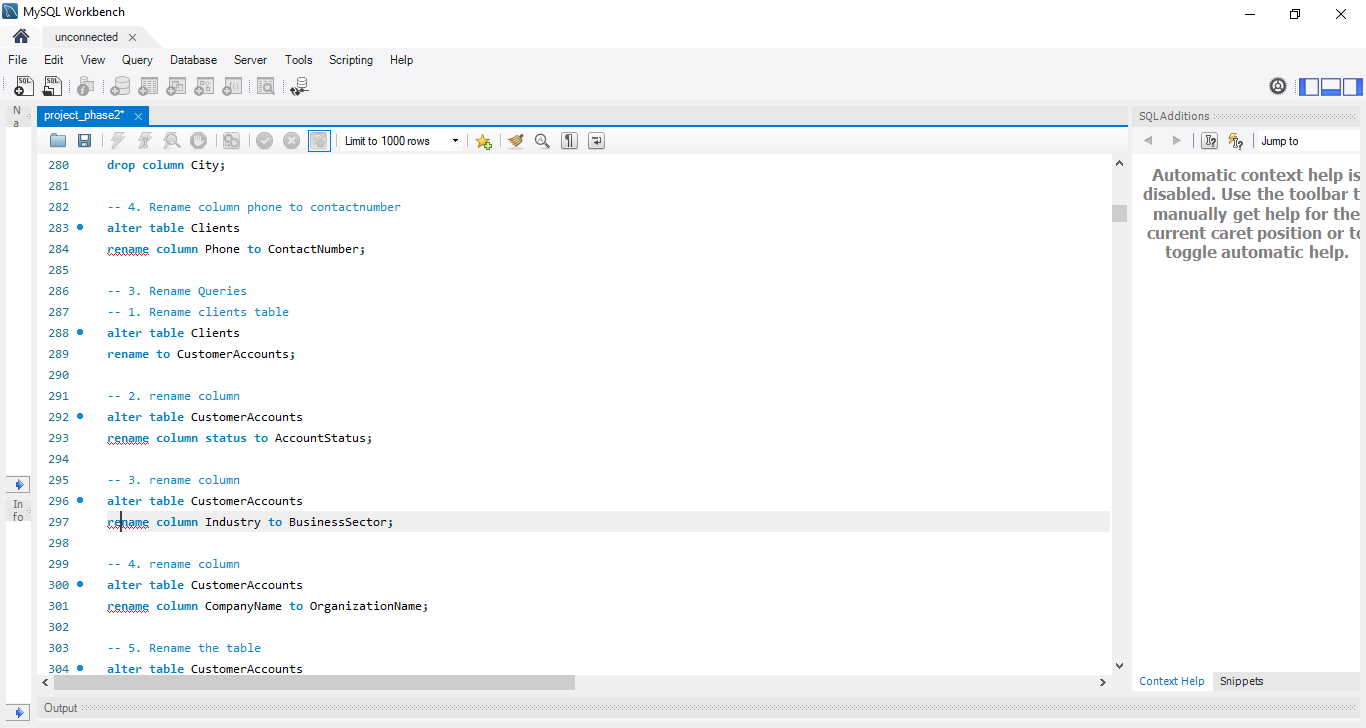 MySQL Workbench
unconnected
File Edit View Query Database Server Tools Scripting Help
SQL SQL
N
a
project_phase2*
SQLAdditions
Limit to 1000 rows
Jump to
280 drop column City;
281
282 -- 4. Rename column phone to contactnumber
283 alter table Clients
284 rename column Phone to ContactNumber;
285
286 -- 3. Rename Queries
287 -- 1. Rename clients table
288 alter table Clients
289 rename to CustomerAccounts;
290
291 -- 2. rename column
292 alter table CustomerAccounts
293 rename column status to AccountStatus;
294
295 -- 3. rename column
296 alter table CustomerAccounts
297 rename column Industry to BusinessSector;
298
299 -- 4. rename column
300 alter table CustomerAccounts
301 rename column CompanyName to OrganizationName;
302
303 -- 5. Rename the table
304 alter table CustomerAccounts
In
fo
Automatic context help is
disabled. Use the toolbar t
manually get help for the
current caret position or to
toggle automatic help.
Context Help Snippets
Output